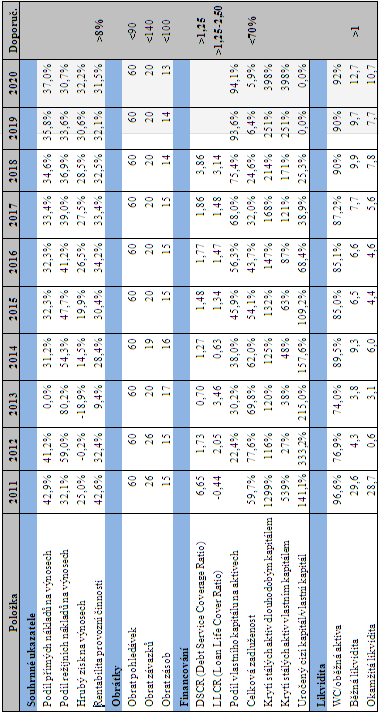 Položka 2011 2012 2013 2014 2015 2016 2017 2018 2019 2020 Doporuč.
Souhrnné ukazatele
Podíl přímých nákladů na výnosech 42,9% 41,2% 0,0% 31,2% 32,3% 32,3% 33,4% 34,6% 35,8% 37,0%
Podíl režijních nákladů na výnosech 32,1% 59,0% 80,2% 54,3% 47,7% 41,2% 39,0% 36,9% 33,6% 30,7%
Hrubý zisk na výnosech 25,0% -0,2% -18,9% 14,5% 19,9% 26,5% 27,5% 28,5% 30,6% 32,2%
Rentabilita provozní činnosti 42,6% 32,4% 9,4% 28,4% 30,4% 34,2% 33,4% 32,5% 32,1% 31,5% >8%
Obrátky
Obrat pohledávek 60 60 60 60 60 60 60 60 60 60 <90
Obrat závazků 26 26 20 19 20 20 20 20 20 20 <140
Obrat zásob 15 15 17 16 15 15 15 14 14 13 <100
Financování
DSCR (Debt Service Coverage Ratio) 6,65 1,73 0,70 1,27 1,48 1,77 1,86 3,86 >1,25
LLCR (Loan Life Cover Ratio) -0,44 2,05 3,46 0,63 1,34 1,47 1,48 3,14 >1,25-2,50
Podíl vlastního kapitálu na aktivech 22,4% 30,2% 38,0% 45,9% 56,3% 68,0% 75,4% 93,6% 94,1%
Celková zadluženost 59,7% 77,6% 69,8% 62,0% 54,1% 43,7% 32,0% 24,6% 6,4% 5,9% <70%
Krytí stálých aktiv dlouhodobým kapitálem 1299% 116% 120% 125% 132% 147% 168% 214% 251% 398%
Krytí stálých aktiv vlastním kapitálem 539% 27% 38% 48% 63% 87% 121% 171% 251% 398%
Úročený cizí kapitál/vlastní kapitál 141,1% 333,2% 215,0% 157,6% 109,2% 68,4% 38,9% 25,3% 0,0% 0,0%
Likvidita
WC/oběžná aktiva 96,6% 76,9% 74,0% 89,5% 85,0% 85,1% 87,2% 90% 90% 92%
Běžná likvidita 29,6 4,3 3,8 9,3 6,5 6,6 7,7 9,9 9,7 12,7 >1
Okamžitá likvidita 28,7 0,6 3,1 6,0 4,4 4,6 5,6 7,8 7,7 10,7